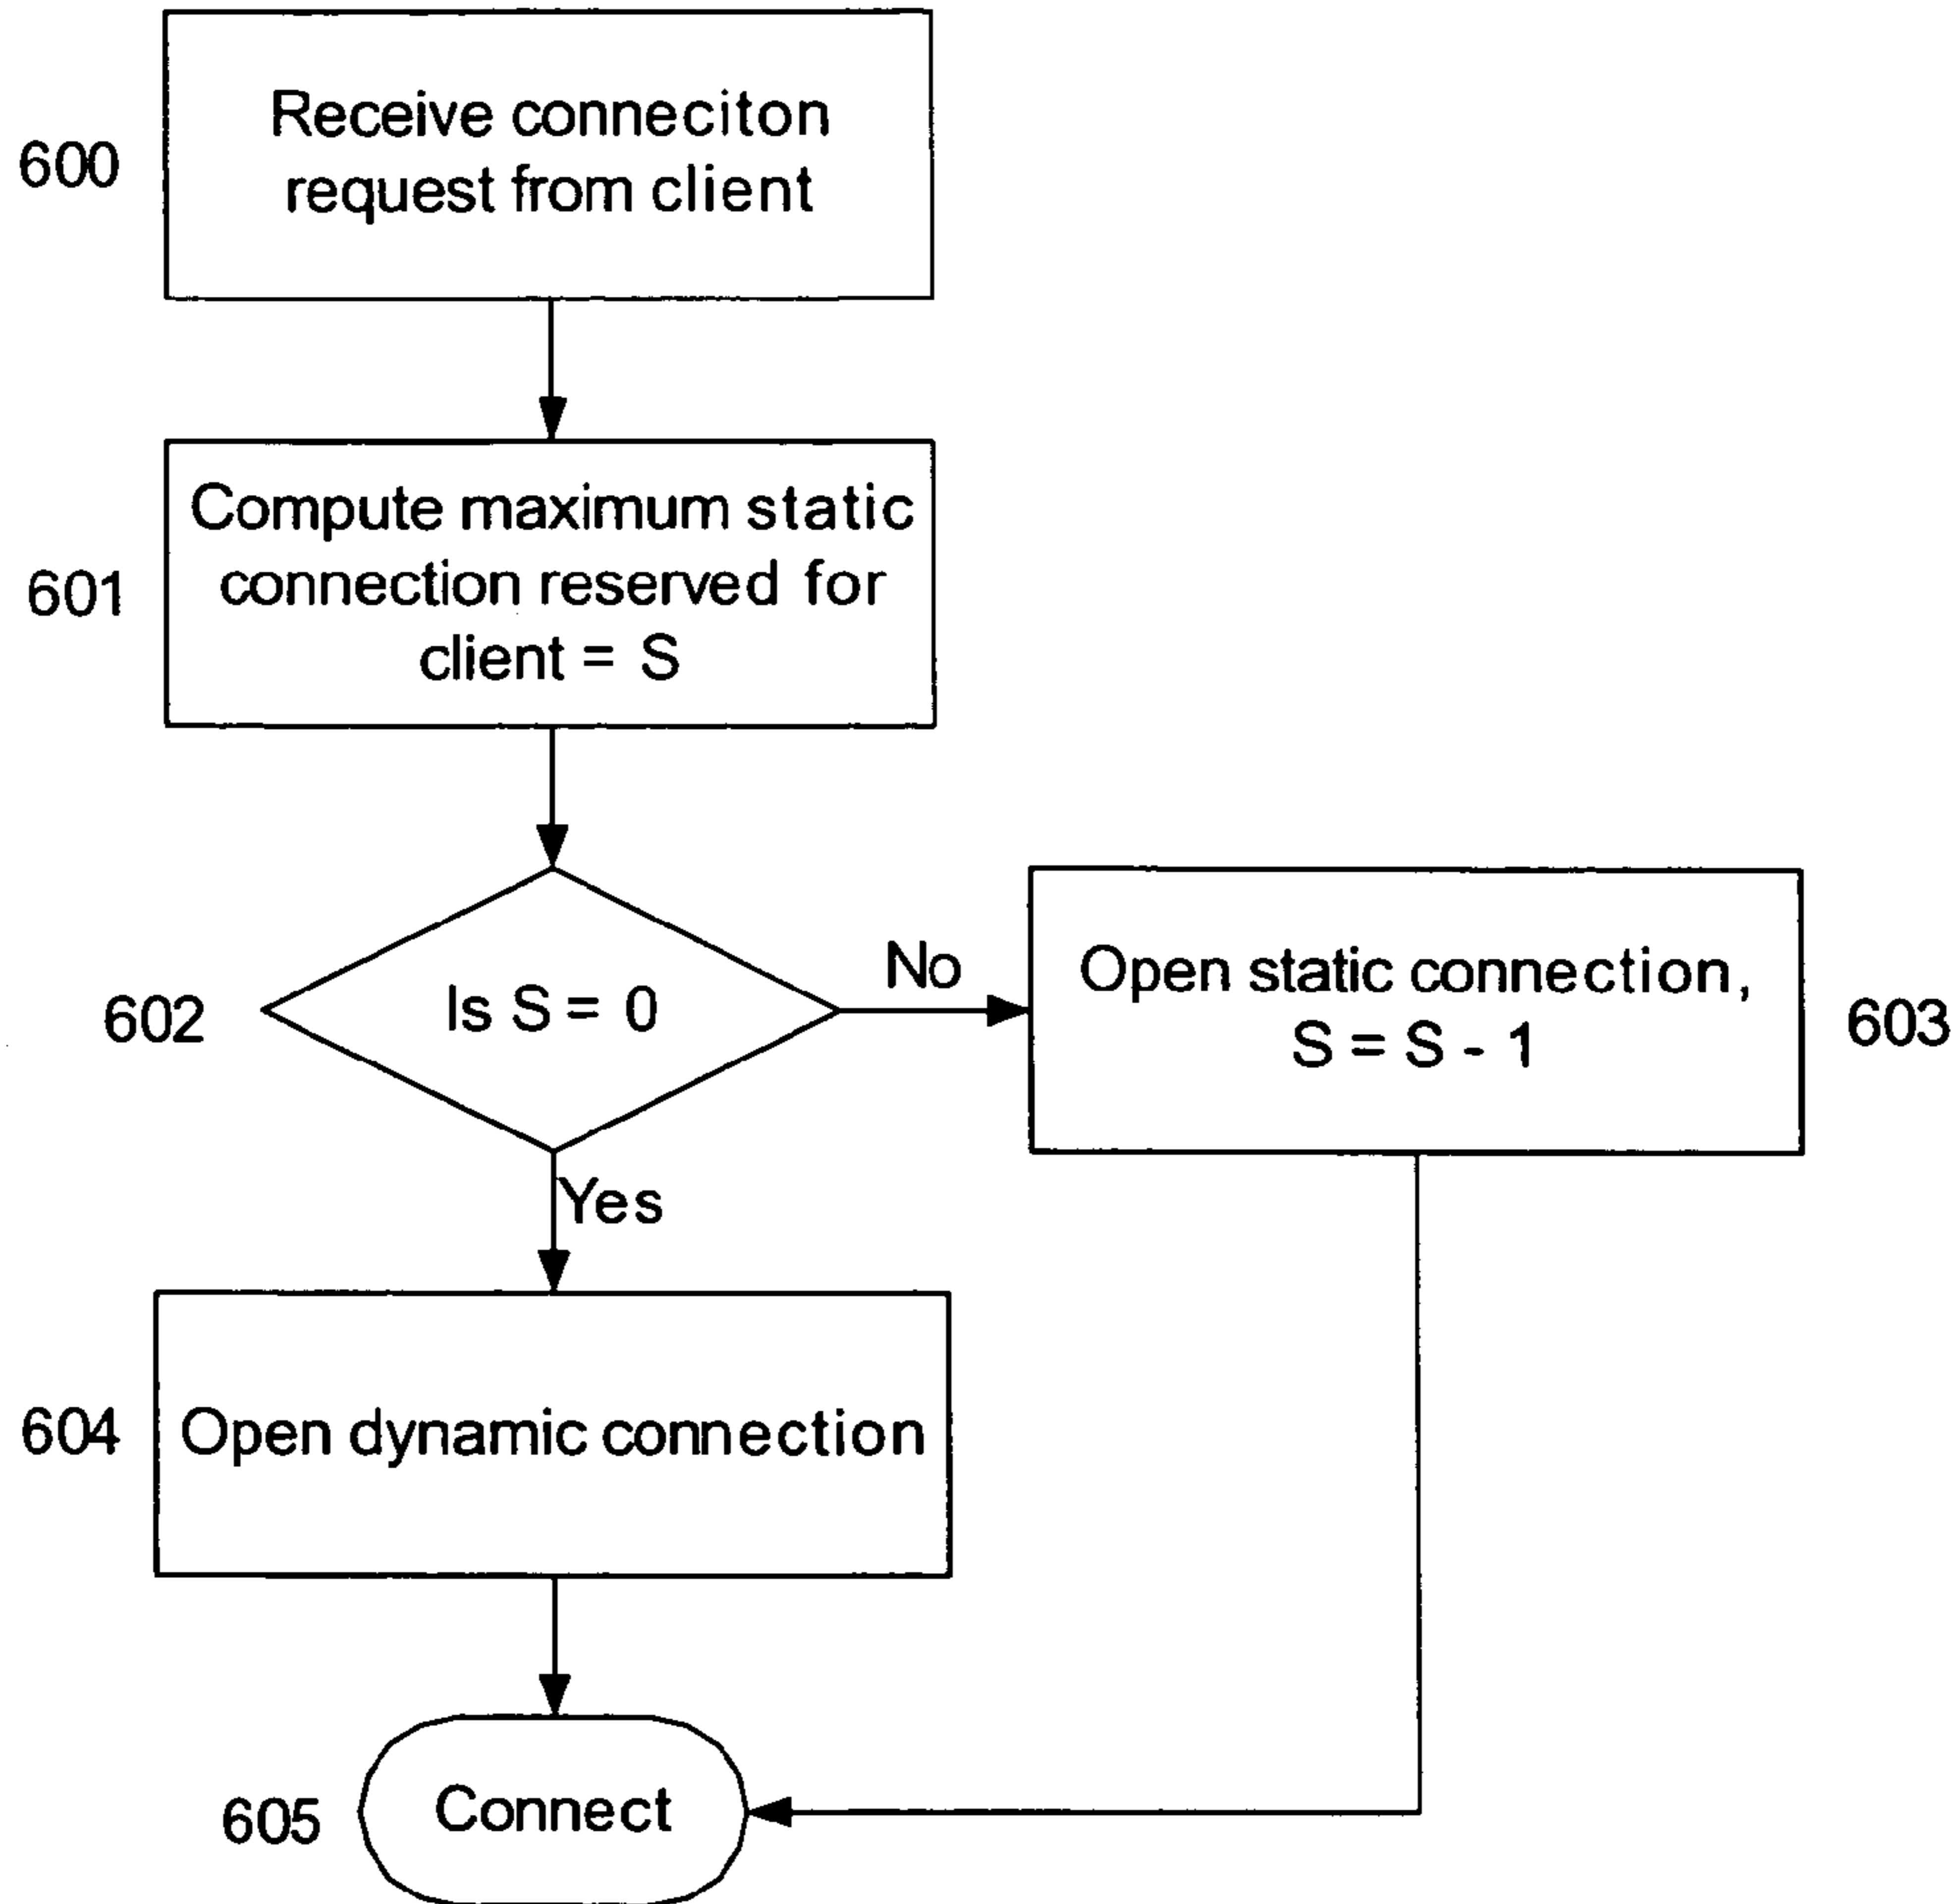 600
Receive conneciton
request from client
601
Compute maximum static
connection reserved for
client = S
602
Is S = 0
No
Open static connection,
S = S - 1
603
Yes
604
Open dynamic connection
605
Connect